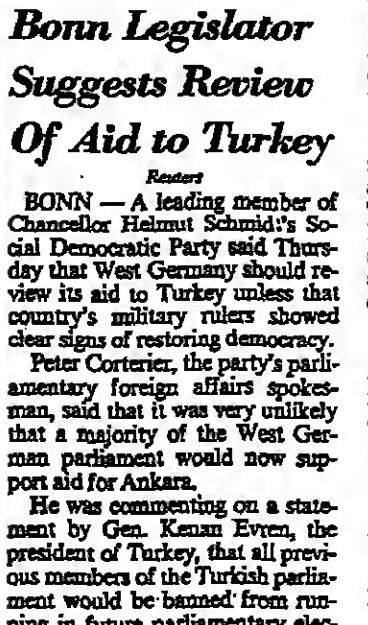 Bonn Legislator
Suggests Review
Of Aid to Turkey
Reuters
BONN — A leading member of
Chancellor Helmut Schmidt's So-
cial Democratic Party said Thurs-
day that West Germany should re-
view its aid to Turkey unless that
country's military rulers showed
clear signs of restoring democracy.
Peter Corterier, the party's parli-
amentary foreign affairs spokes-
man, said that it was very unlikely
that a majority of the West Ger-
man parliament would now sup-
port aid for Ankara.
He was commenting on a state-
ment by Gen. Kenan Evren, the
president of Turkey, that all previ-
ous members of the Turkish parlia-
ment would be banned from run-
ning in future parliamentary elec-